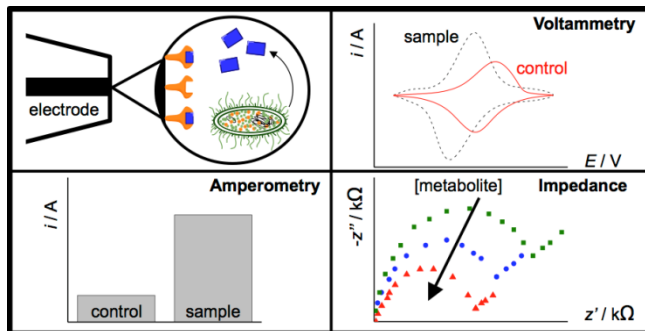 electrode
Voltammetry
i / A
sample
control
E / V
Amperometry
i / A
control
sample
[metabolite]
Impedance
-z″ / kΩ
z′ / kΩ